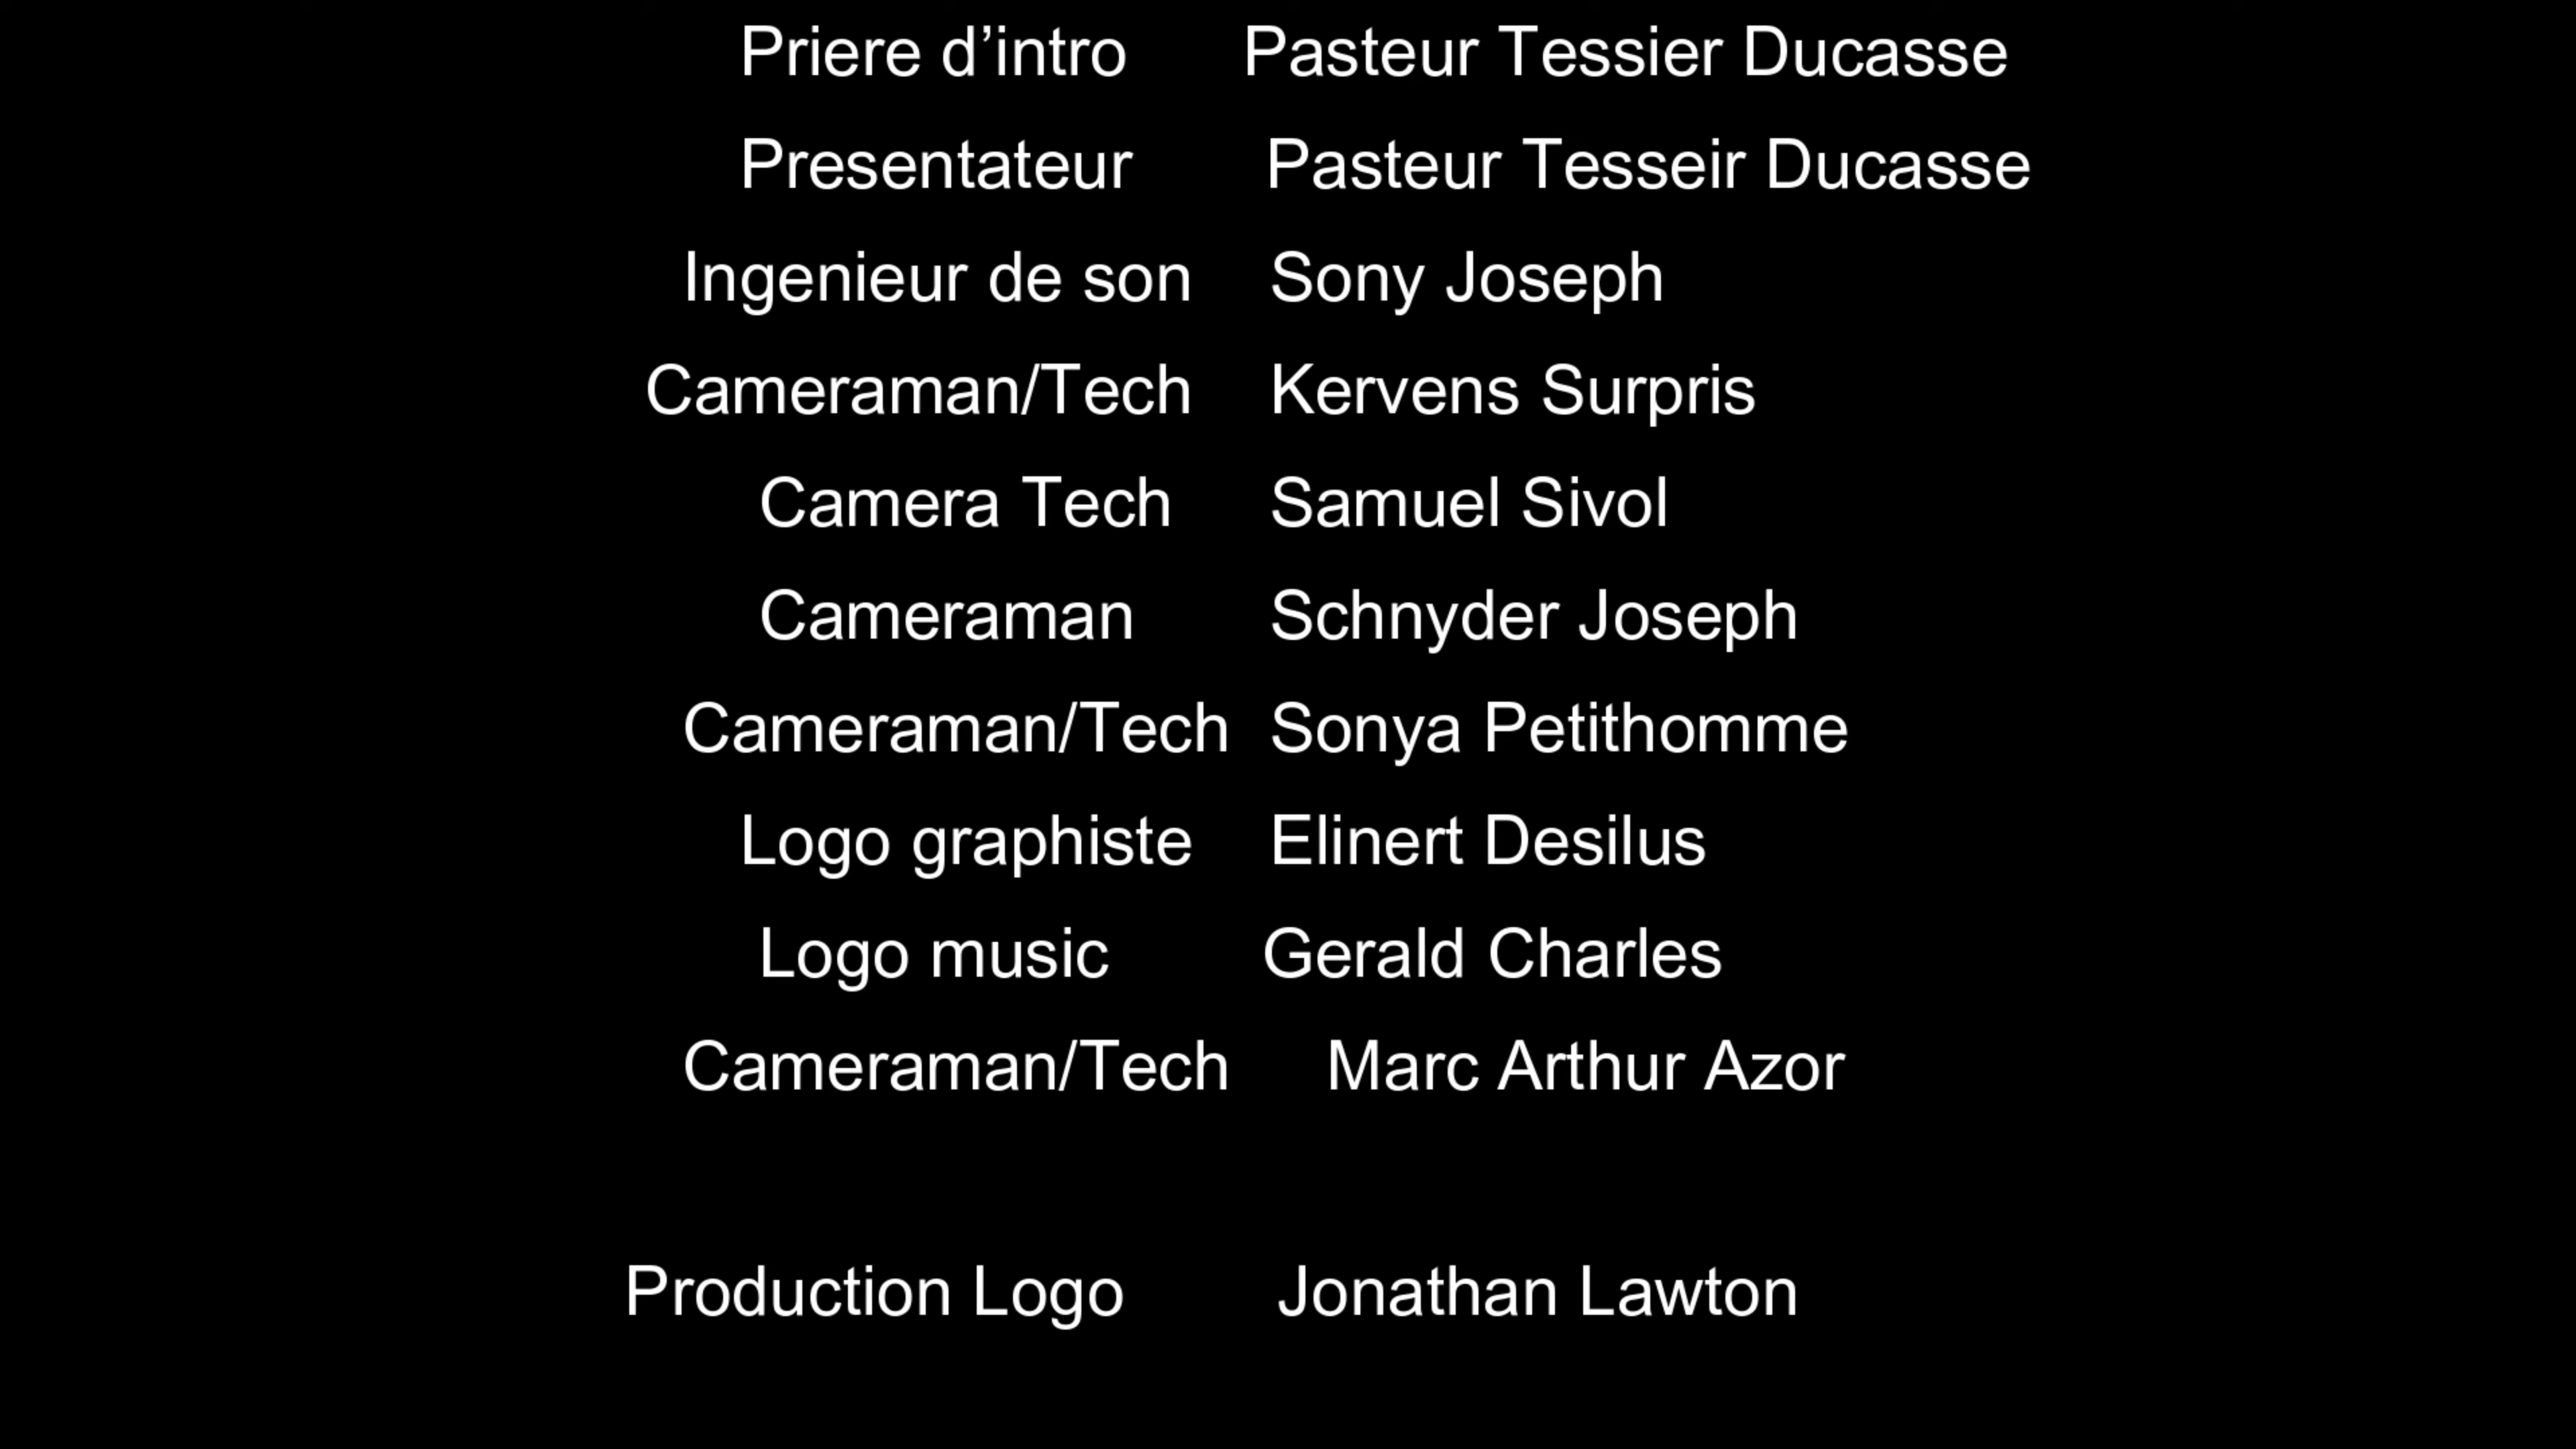 Priere d’intro Pasteur Tessier Ducasse
Presentateur Pasteur Tesseir Ducasse
Ingenieur de son Sony Joseph
Cameraman/Tech Kervens Surpris
Camera Tech Samuel Sivol
Cameraman Schnyder Joseph
Cameraman/Tech Sonya Petithomme
Logo graphiste Elinert Desilus
Logo music Gerald Charles
Cameraman/Tech Marc Arthur Azor
Production Logo Jonathan Lawton